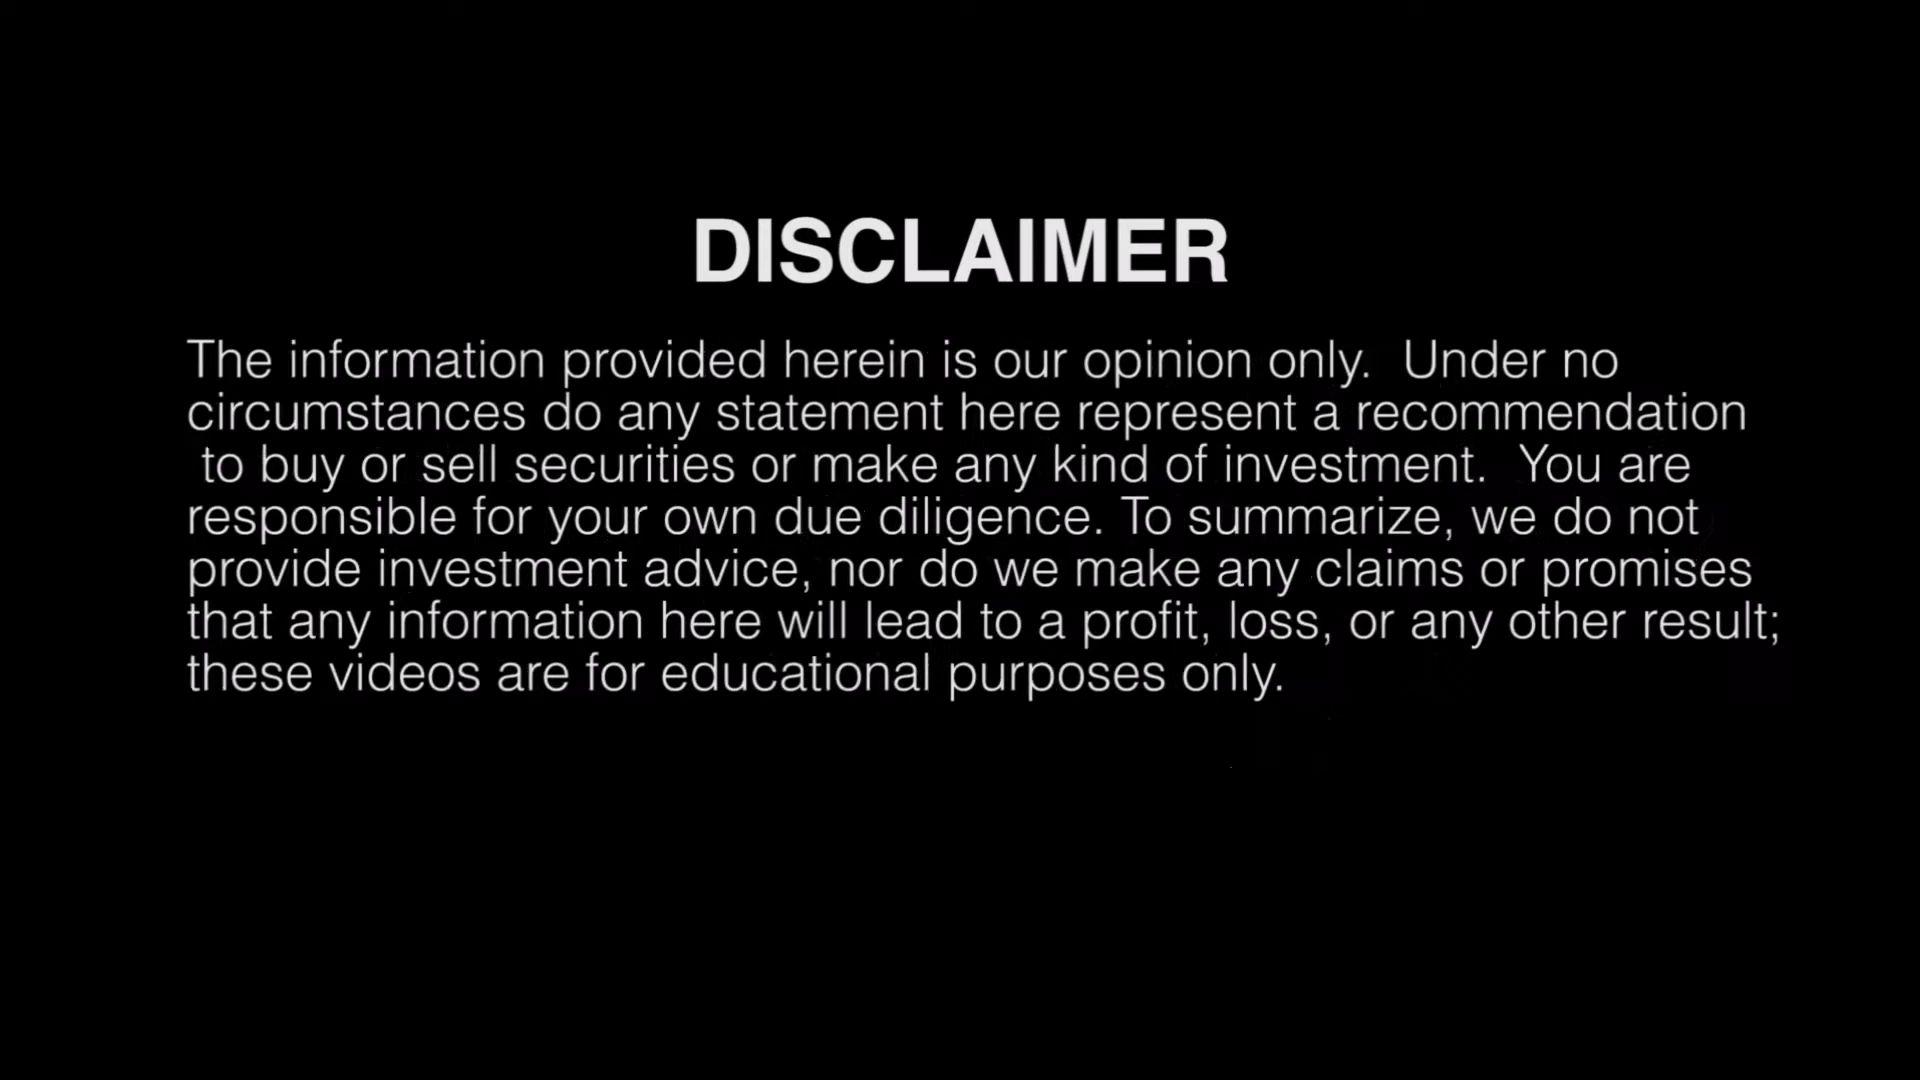 DISCLAIMER
The information provided herein is our opinion only.  Under no
circumstances do any statement here represent a recommendation
to buy or sell securities or make any kind of investment.  You are
responsible for your own due diligence. To summarize, we do not
provide investment advice, nor do we make any claims or promises
that any information here will lead to a profit, loss, or any other result;
these videos are for educational purposes only.